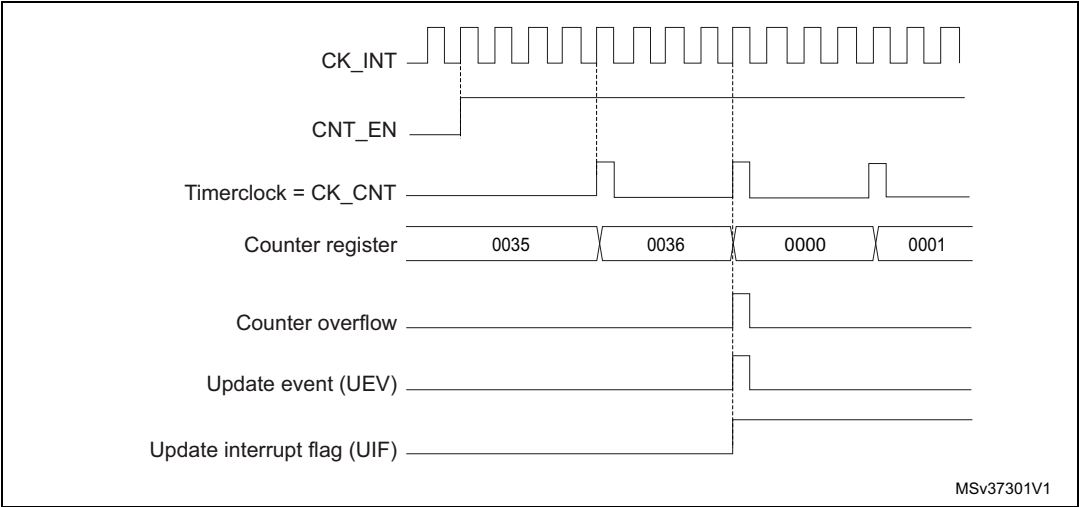 CK_INT
CNT_EN
Timerclock = CK_CNT
Counter register 0035 0036 0000 0001
Counter overflow
Update event (UEV)
Update interrupt flag (UIF)
MSv37301V1